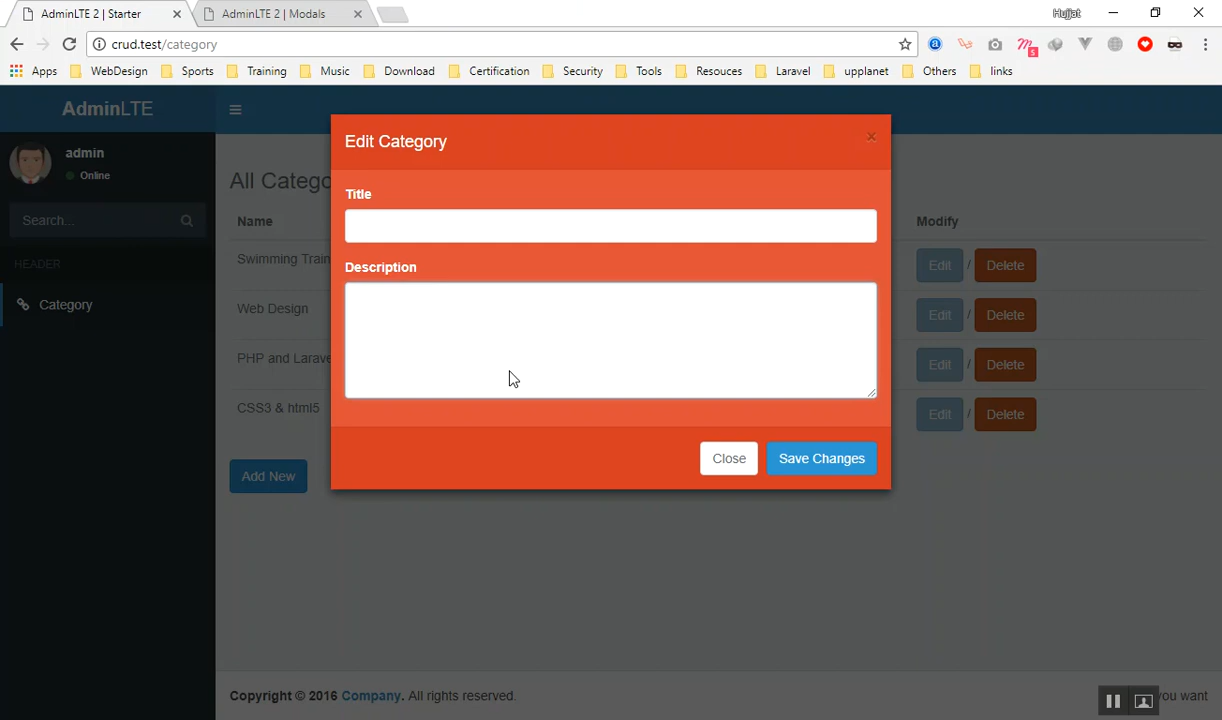 AdminLTE 2 | Starter
AdminLTE 2 | Modals
Hujjat
crud.test/category
5
Apps
WebDesign
Sports
Training
Music
Download
Certification
Security
Tools
Resouces
Laravel
upplanet
Others
links
AdminLTE
admin
Online
Search...
HEADER
Category
All Catego
Name
Modify
Swimming Train
Edit / Delete
Web Design
Edit / Delete
PHP and Larave
Edit / Delete
CSS3 & html5
Edit / Delete
Add New
Edit Category
×
Title
Description
Close
Save Changes
Copyright © 2016 Company. All rights reserved.
you want